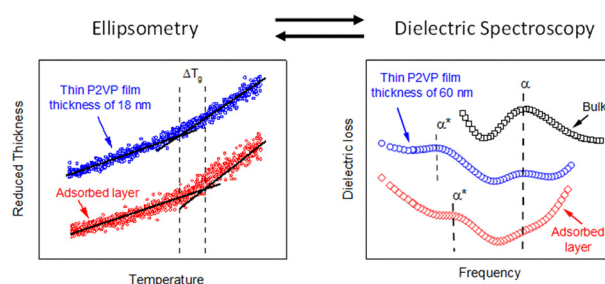 Ellipsometry
Dielectric Spectroscopy
Thin P2VP film
thickness of 18 nm
ΔTg
Adsorbed layer
Reduced Thickness
Temperature
Thin P2VP film
thickness of 60 nm
α
α*
Bulk
α*
Adsorbed
layer
Dielectric loss
Frequency